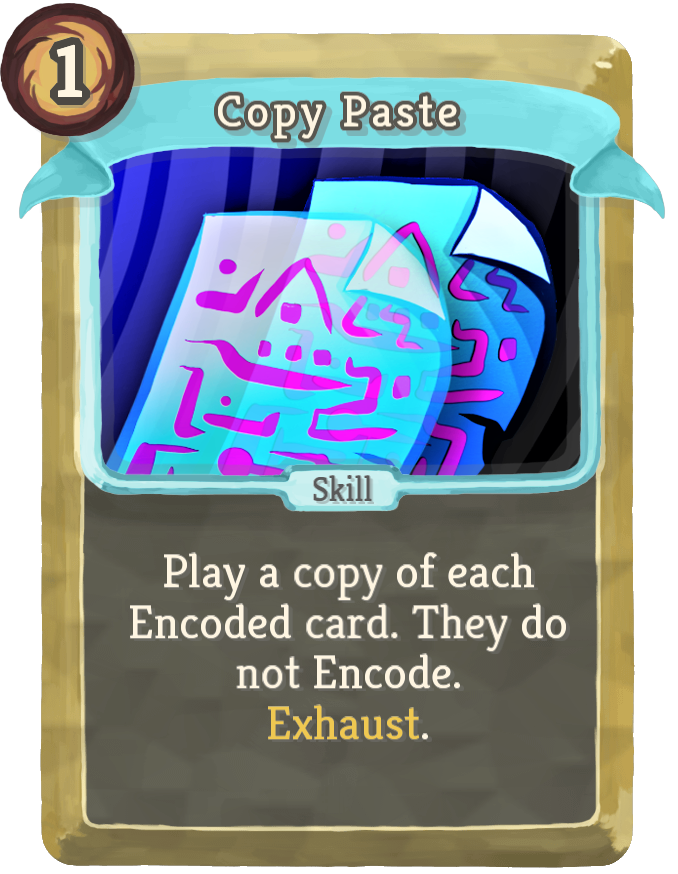 1
Copy Paste
Skill
Play a copy of each
Encoded card. They do
not Encode.
Exhaust.